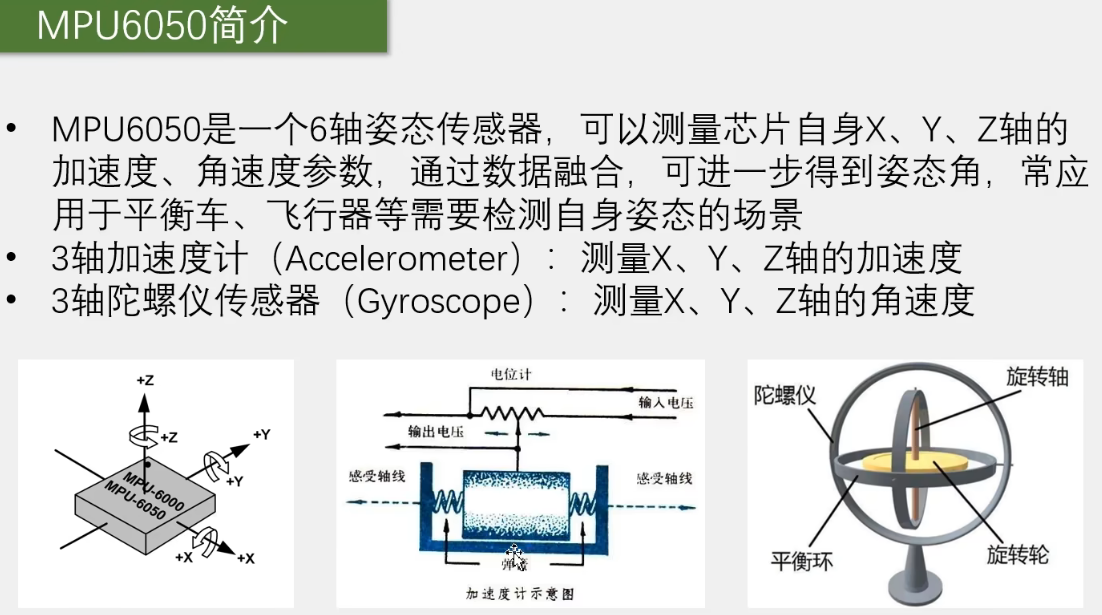 MPU6050简介
• MPU6050是一个6轴姿态传感器，可以测量芯片自身X、Y、Z轴的
加速度、角速度参数，通过数据融合，可进一步得到姿态角，常应
用于平衡车、飞行器等需要检测自身姿态的场景
• 3轴加速度计（Accelerometer）：测量X、Y、Z轴的加速度
• 3轴陀螺仪传感器（Gyroscope）：测量X、Y、Z轴的角速度
+Z
+Z
+Y
+Y
MPU-6000
MPU-6050
+X
+X
电位计
输入电压
输出电压
感受轴线
感受轴线
加速度计示意图
陀螺仪
旋转轴
平衡环
旋转轮